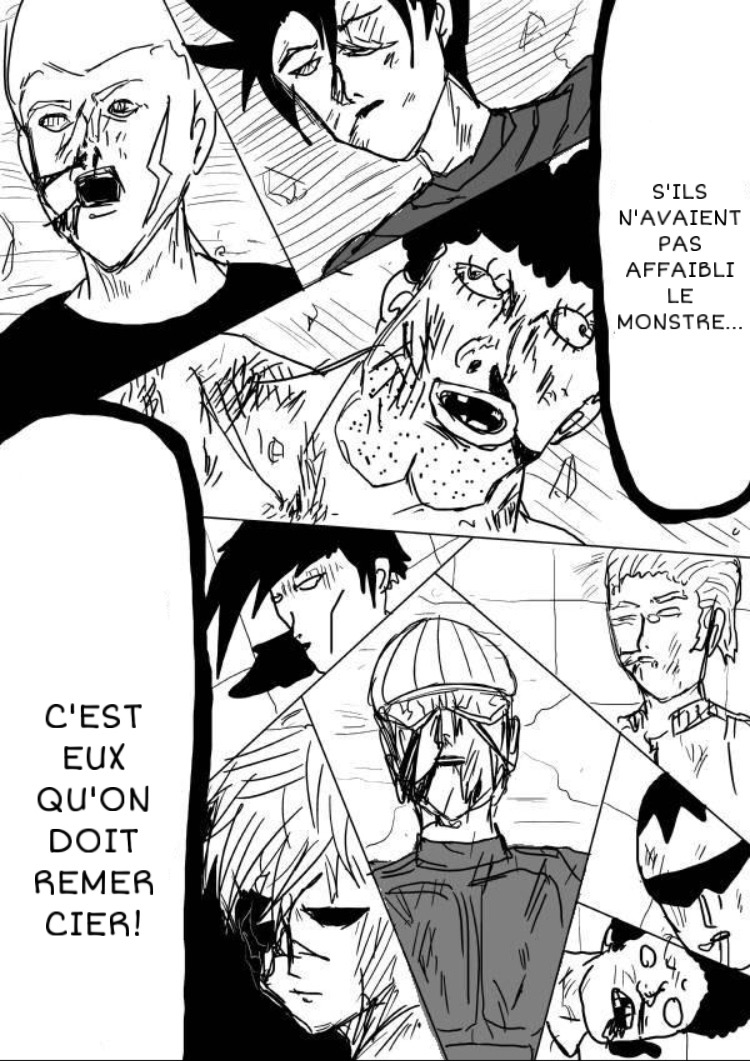 S'ILS
N'AVAIENT
PAS
AFFAIBLI
LE
MONSTRE...
C'EST
EUX
QU'ON
DOIT
REMER
CIER!